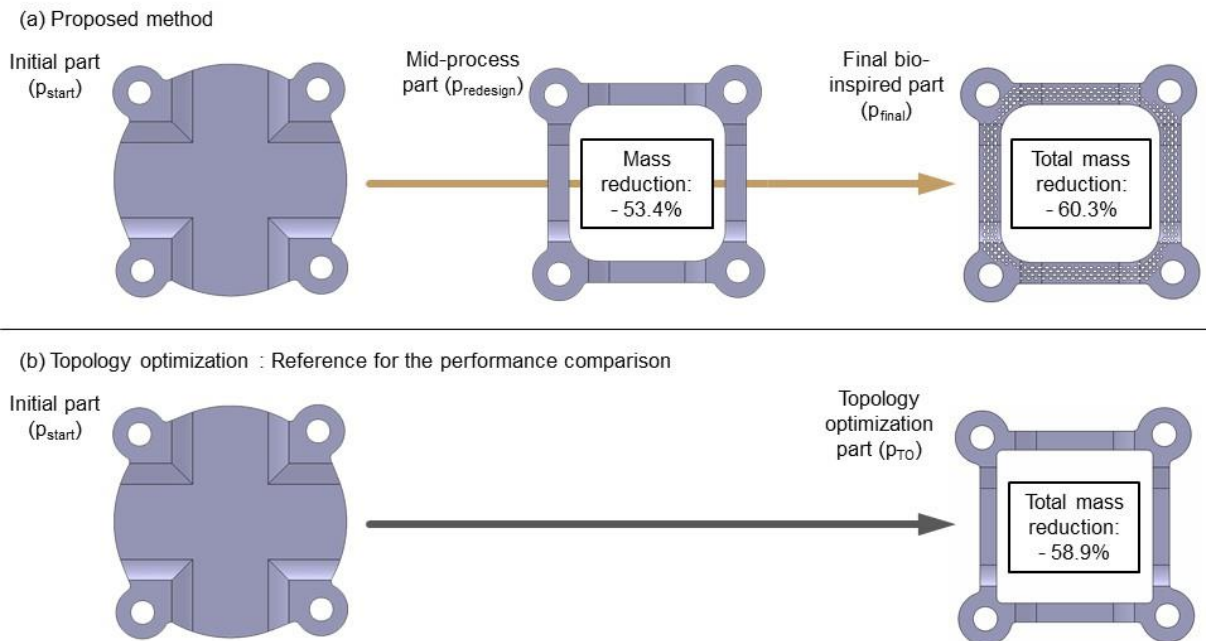 (a) Proposed method
Initial part
(pstart)
Mid-process
part (predesign)
Final bio-
inspired part
(pfinal)
Mass
reduction:
- 53.4%
Total mass
reduction:
- 60.3%
(b) Topology optimization : Reference for the performance comparison
Initial part
(pstart)
Topology
optimization
part (pTO)
Total mass
reduction:
- 58.9%